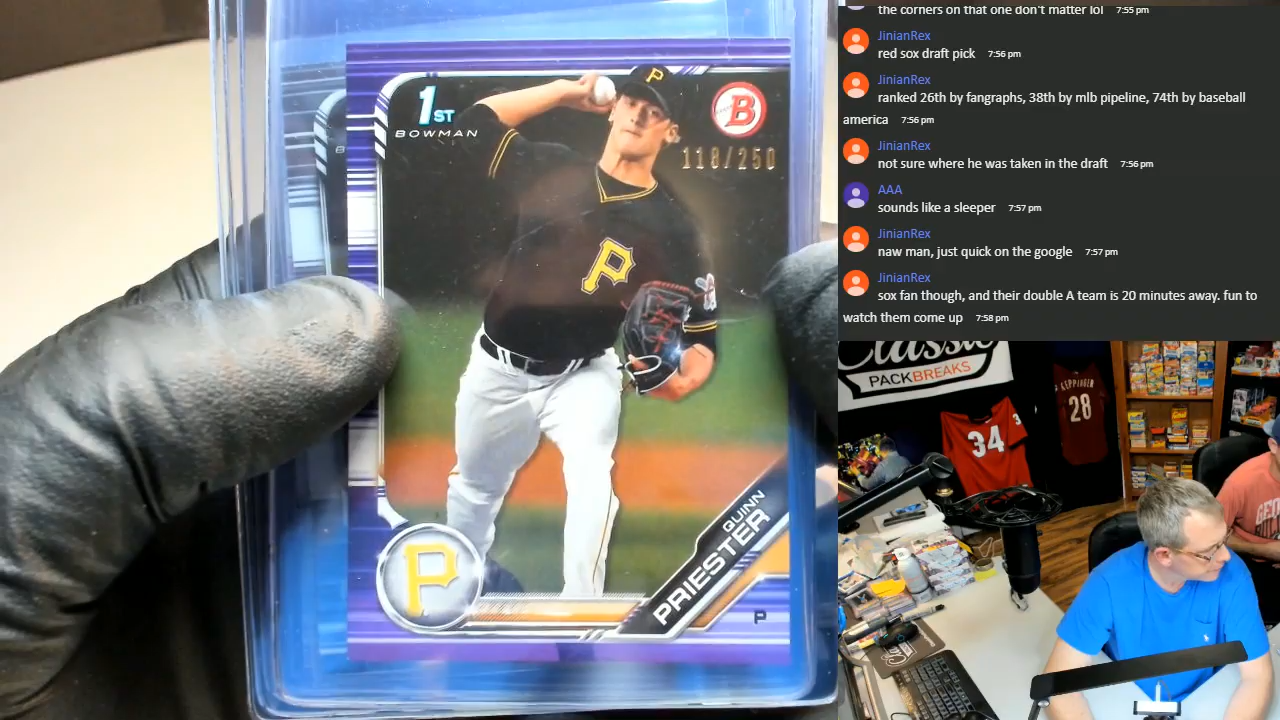 1ST
BOWMAN
B
118/250
P
P
P
QUINN
PRIESTER
P
the corners on that one don't matter lol 7:55 pm
JinianRex
red sox draft pick 7:56 pm
JinianRex
ranked 26th by fangraphs, 38th by mlb pipeline, 74th by baseball
america 7:56 pm
JinianRex
not sure where he was taken in the draft 7:56 pm
AAA
sounds like a sleeper 7:57 pm
JinianRex
naw man, just quick on the google 7:57 pm
JinianRex
sox fan though, and their double A team is 20 minutes away. fun to
watch them come up 7:58 pm
Classic
PACKBREAKS
34
KEPPINGER
28